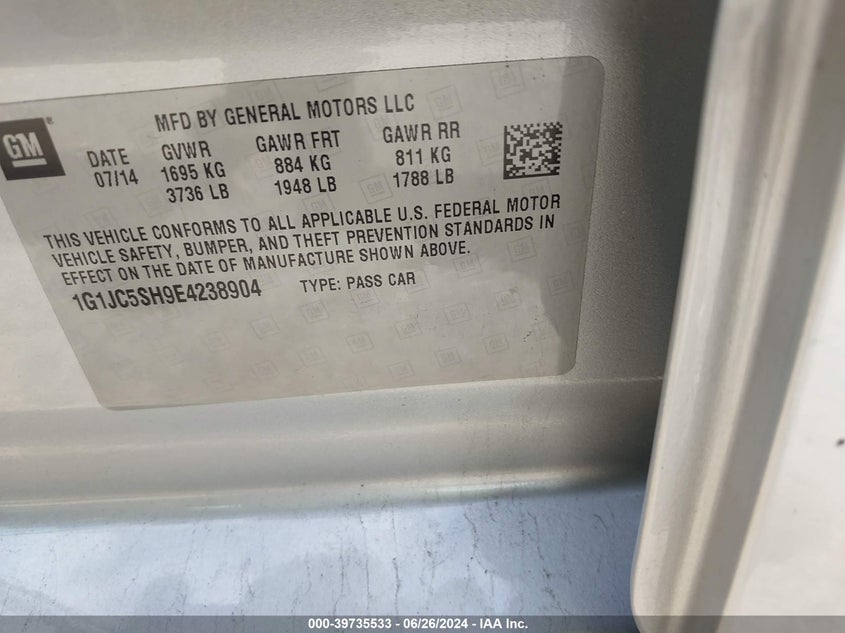 MFD BY GENERAL MOTORS LLC
GM®
DATE GVWR GAWR FRT GAWR RR
07/14 1695 KG 884 KG 811 KG
3736 LB 1948 LB 1788 LB
THIS VEHICLE CONFORMS TO ALL APPLICABLE U.S. FEDERAL MOTOR
VEHICLE SAFETY, BUMPER, AND THEFT PREVENTION STANDARDS IN
EFFECT ON THE DATE OF MANUFACTURE SHOWN ABOVE.
1G1JC5SH9E4238904 TYPE: PASS CAR
000-39735533 - 06/26/2024 - IAA Inc.